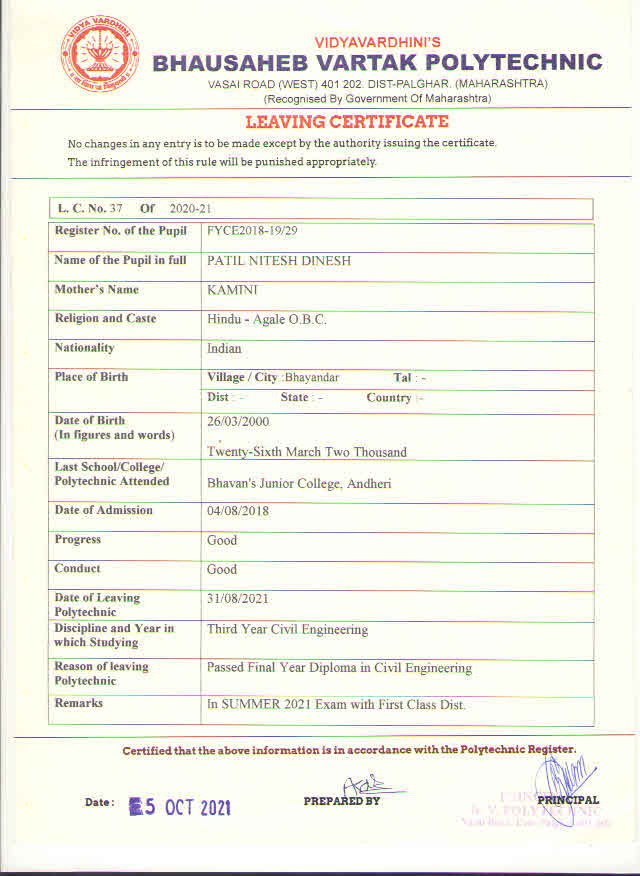 VIDYA VARDHINI
VIDYAVARDHINI'S
BHAUSAHEB VARTAK POLYTECHNIC
VASAI ROAD (WEST) 401 202. DIST-PALGHAR. (MAHARASHTRA)
(Recognised By Government Of Maharashtra)
LEAVING CERTIFICATE
No changes in any entry is to be made except by the authority issuing the certificate.
The infringement of this rule will be punished appropriately.
L. C. No. 37 Of 2020-21
Register No. of the Pupil FYCE2018-19/29
Name of the Pupil in full PATIL NITESH DINESH
Mother's Name KAMINI
Religion and Caste Hindu - Agale O.B.C.
Nationality Indian
Place of Birth Village / City :Bhayandar Tal : -
Dist : - State : - Country :-
Date of Birth 26/03/2000
(In figures and words)
Twenty-Sixth March Two Thousand
Last School/College/
Polytechnic Attended Bhavan's Junior College, Andheri
Date of Admission 04/08/2018
Progress Good
Conduct Good
Date of Leaving 31/08/2021
Polytechnic
Discipline and Year in Third Year Civil Engineering
which Studying
Reason of leaving Passed Final Year Diploma in Civil Engineering
Polytechnic
Remarks In SUMMER 2021 Exam with First Class Dist.
Certified that the above information is in accordance with the Polytechnic Register.
Date: 5 OCT 2021 PREPARED BY PRINCIPAL